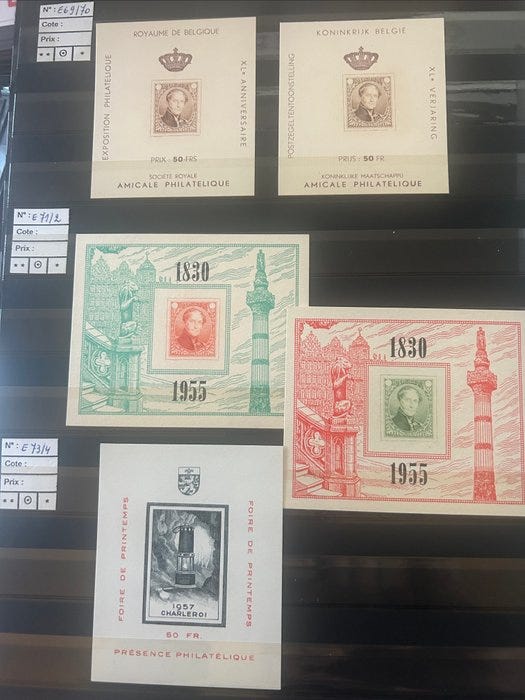 N° : E69/70
Cote :
Prix :
ROYAUME DE BELGIQUE
EXPOSITION PHILATELIQUE
XLe ANNIVERSAIRE
PRIX : 50 FRS
SOCIÉTÉ ROYALE
AMICALE PHILATELIQUE
KONINKRIJK BELGIË
POSTZEGELTENTOONSTELLING
XLe VERJARING
PRIJS : 50 FR.
KONINKLIJKE MAATSCHAPPIJ
AMICALE PHILATELIQUE
N° : E 71/2
Cote :
Prix :
1830
1955
1830
1955
N° : E 73/4
Cote :
Prix :
FOIRE DE PRINTEMPS
FOIRE DE PRINTEMPS
1957
CHARLEROI
50 FR.
PRÉSENCE PHILATÉLIQUE